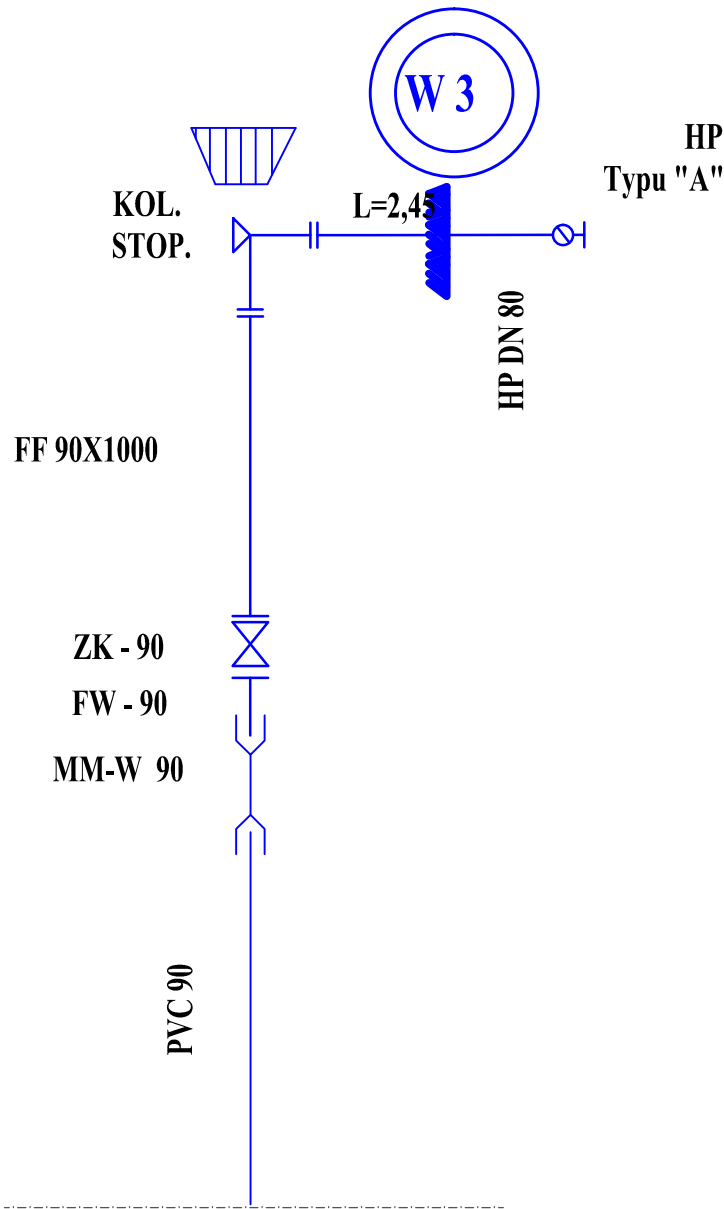 W 3
HP
Typu "A"
KOL.
STOP.
L=2,45
HP DN 80
FF 90X1000
ZK - 90
FW - 90
MM-W 90
PVC 90